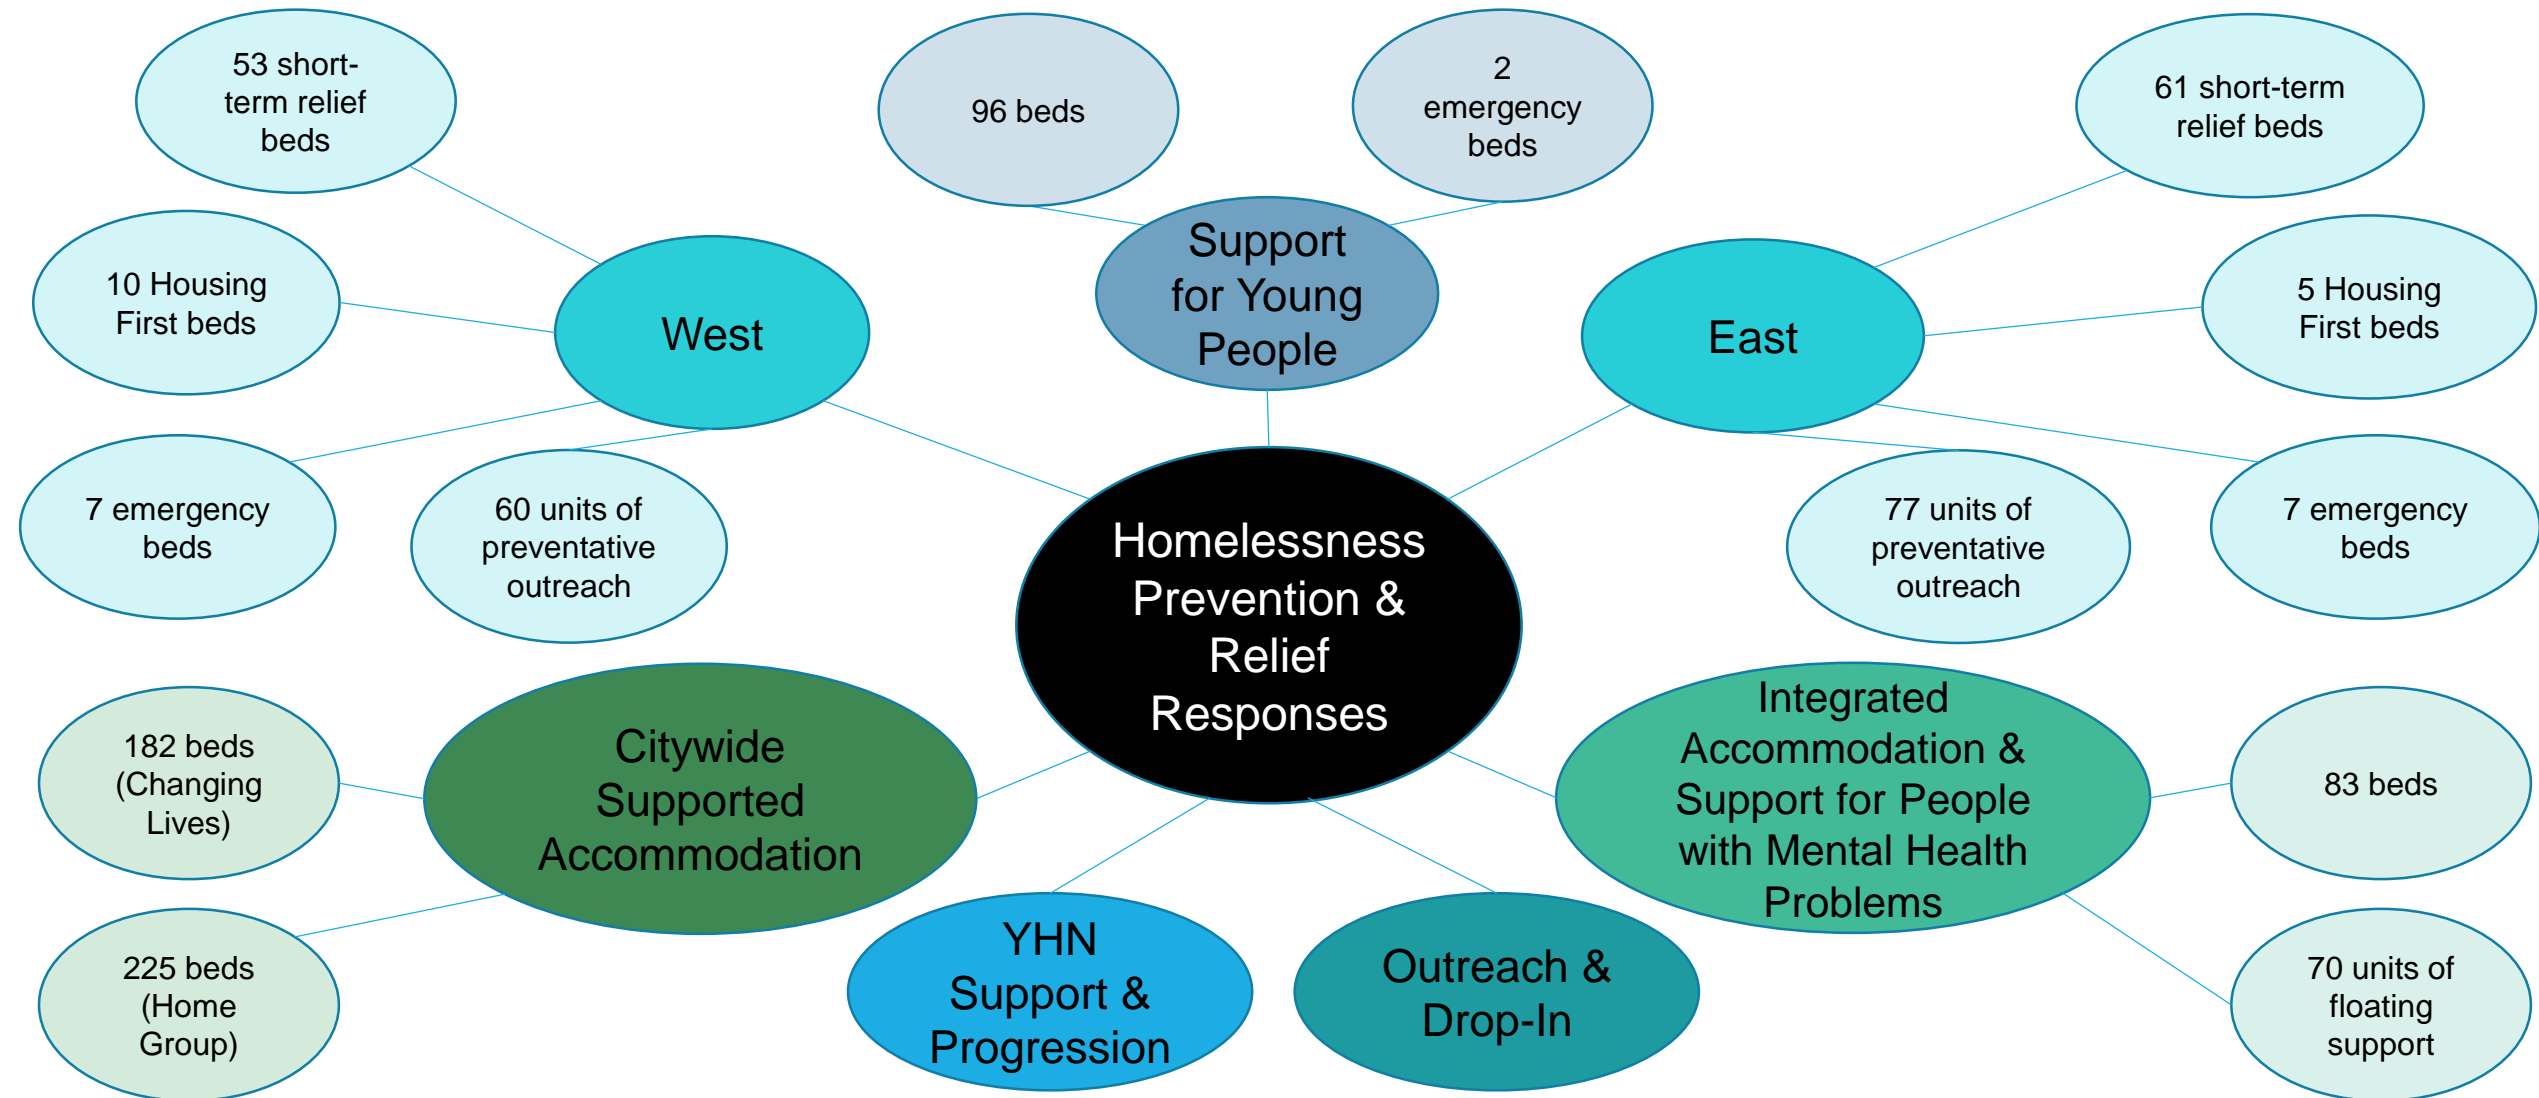 53 short-
term relief
beds
96 beds
2
emergency
beds
61 short-term
relief beds
10 Housing
First beds
West
Support
for Young
People
East
5 Housing
First beds
7 emergency
beds
60 units of
preventative
outreach
Homelessness
Prevention &
Relief
Responses
77 units of
preventative
outreach
7 emergency
beds
182 beds
(Changing
Lives)
Citywide
Supported
Accommodation
Integrated
Accommodation &
Support for People
with Mental Health
Problems
83 beds
225 beds
(Home
Group)
YHN
Support &
Progression
Outreach &
Drop-In
70 units of
floating
support